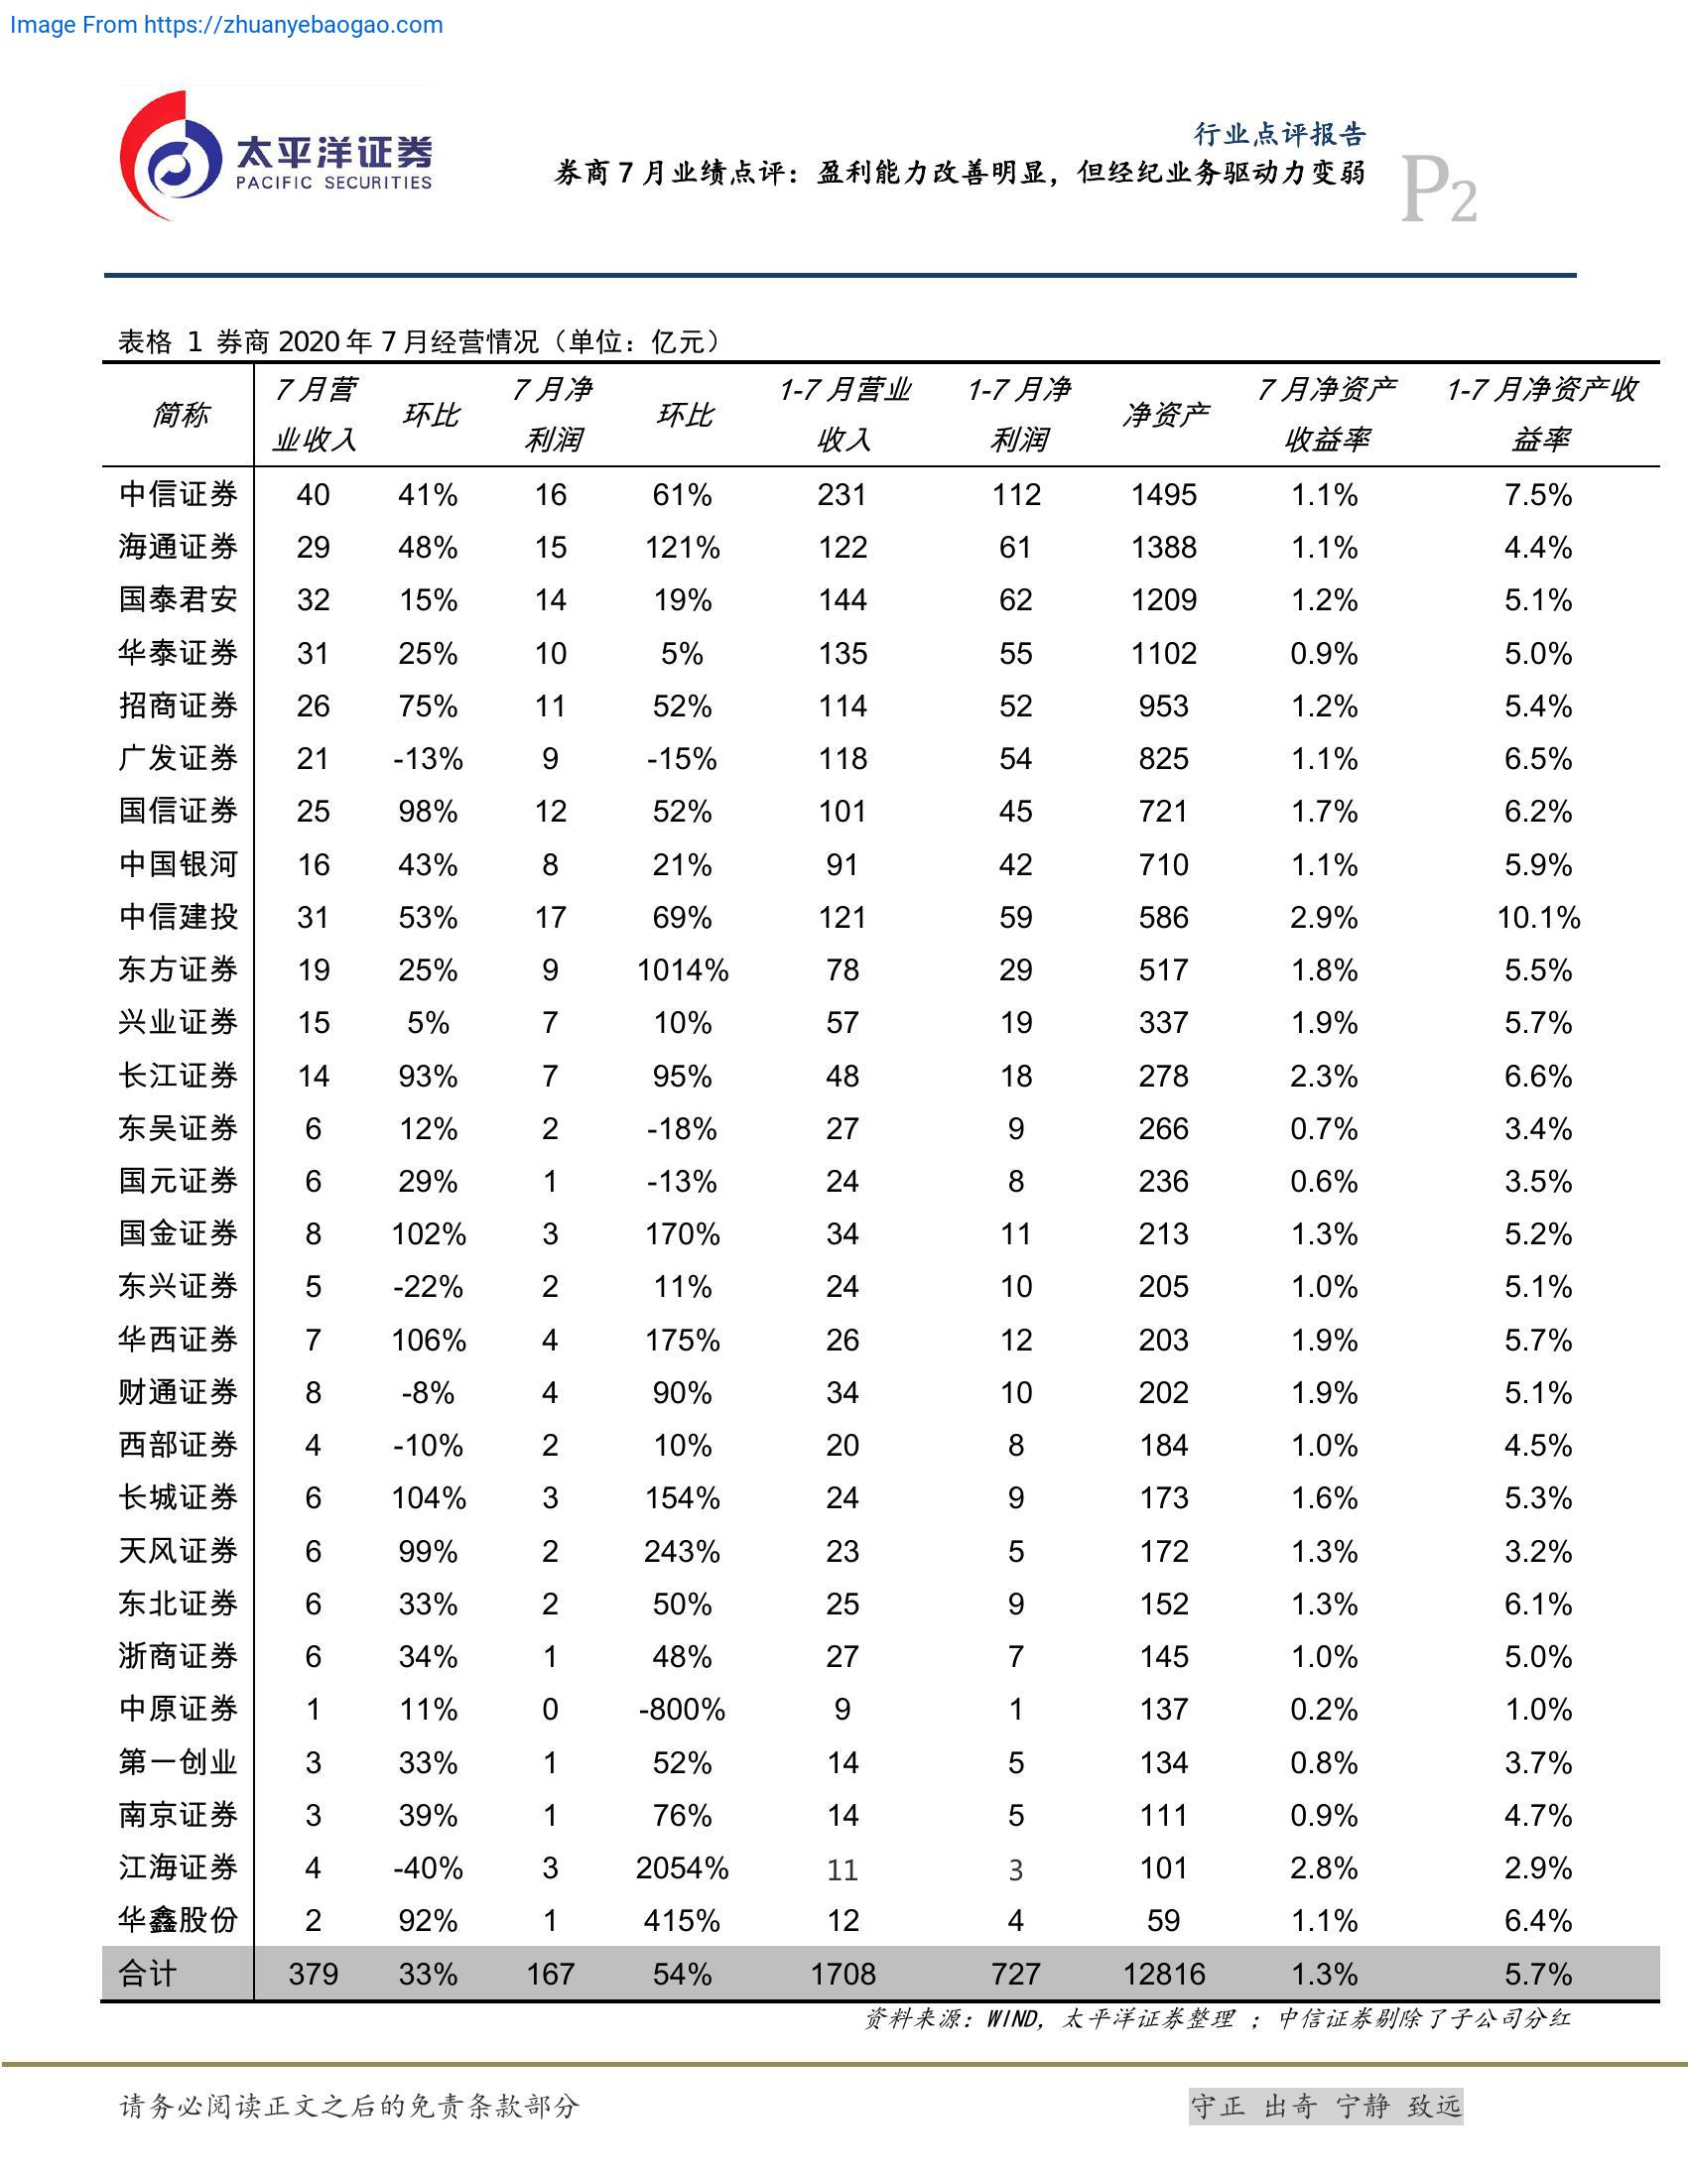 Image From https://zhuanyebaogao.com
太平洋证券
PACIFIC SECURITIES
行业点评报告
券商 7 月业绩点评：盈利能力改善明显，但经纪业务驱动力变弱
P2
表格 1 券商 2020 年 7 月经营情况（单位：亿元）
简称 7 月营业收入 环比 7 月净利润 环比 1-7 月营业收入 1-7 月净利润 净资产 7 月净资产收益率 1-7 月净资产收益率
中信证券 40 41% 16 61% 231 112 1495 1.1% 7.5%
海通证券 29 48% 15 121% 122 61 1388 1.1% 4.4%
国泰君安 32 15% 14 19% 144 62 1209 1.2% 5.1%
华泰证券 31 25% 10 5% 135 55 1102 0.9% 5.0%
招商证券 26 75% 11 52% 114 52 953 1.2% 5.4%
广发证券 21 -13% 9 -15% 118 54 825 1.1% 6.5%
国信证券 25 98% 12 52% 101 45 721 1.7% 6.2%
中国银河 16 43% 8 21% 91 42 710 1.1% 5.9%
中信建投 31 53% 17 69% 121 59 586 2.9% 10.1%
东方证券 19 25% 9 1014% 78 29 517 1.8% 5.5%
兴业证券 15 5% 7 10% 57 19 337 1.9% 5.7%
长江证券 14 93% 7 95% 48 18 278 2.3% 6.6%
东吴证券 6 12% 2 -18% 27 9 266 0.7% 3.4%
国元证券 6 29% 1 -13% 24 8 236 0.6% 3.5%
国金证券 8 102% 3 170% 34 11 213 1.3% 5.2%
东兴证券 5 -22% 2 11% 24 10 205 1.0% 5.1%
华西证券 7 106% 4 175% 26 12 203 1.9% 5.7%
财通证券 8 -8% 4 90% 34 10 202 1.9% 5.1%
西部证券 4 -10% 2 10% 20 8 184 1.0% 4.5%
长城证券 6 104% 3 154% 24 9 173 1.6% 5.3%
天风证券 6 99% 2 243% 23 5 172 1.3% 3.2%
东北证券 6 33% 2 50% 25 9 152 1.3% 6.1%
浙商证券 6 34% 1 48% 27 7 145 1.0% 5.0%
中原证券 1 11% 0 -800% 9 1 137 0.2% 1.0%
第一创业 3 33% 1 52% 14 5 134 0.8% 3.7%
南京证券 3 39% 1 76% 14 5 111 0.9% 4.7%
江海证券 4 -40% 3 2054% 11 3 101 2.8% 2.9%
华鑫股份 2 92% 1 415% 12 4 59 1.1% 6.4%
合计 379 33% 167 54% 1708 727 12816 1.3% 5.7%
资料来源：WIND，太平洋证券整理 ；中信证券剔除了子公司分红
请务必阅读正文之后的免责条款部分
守正 出奇 宁静 致远